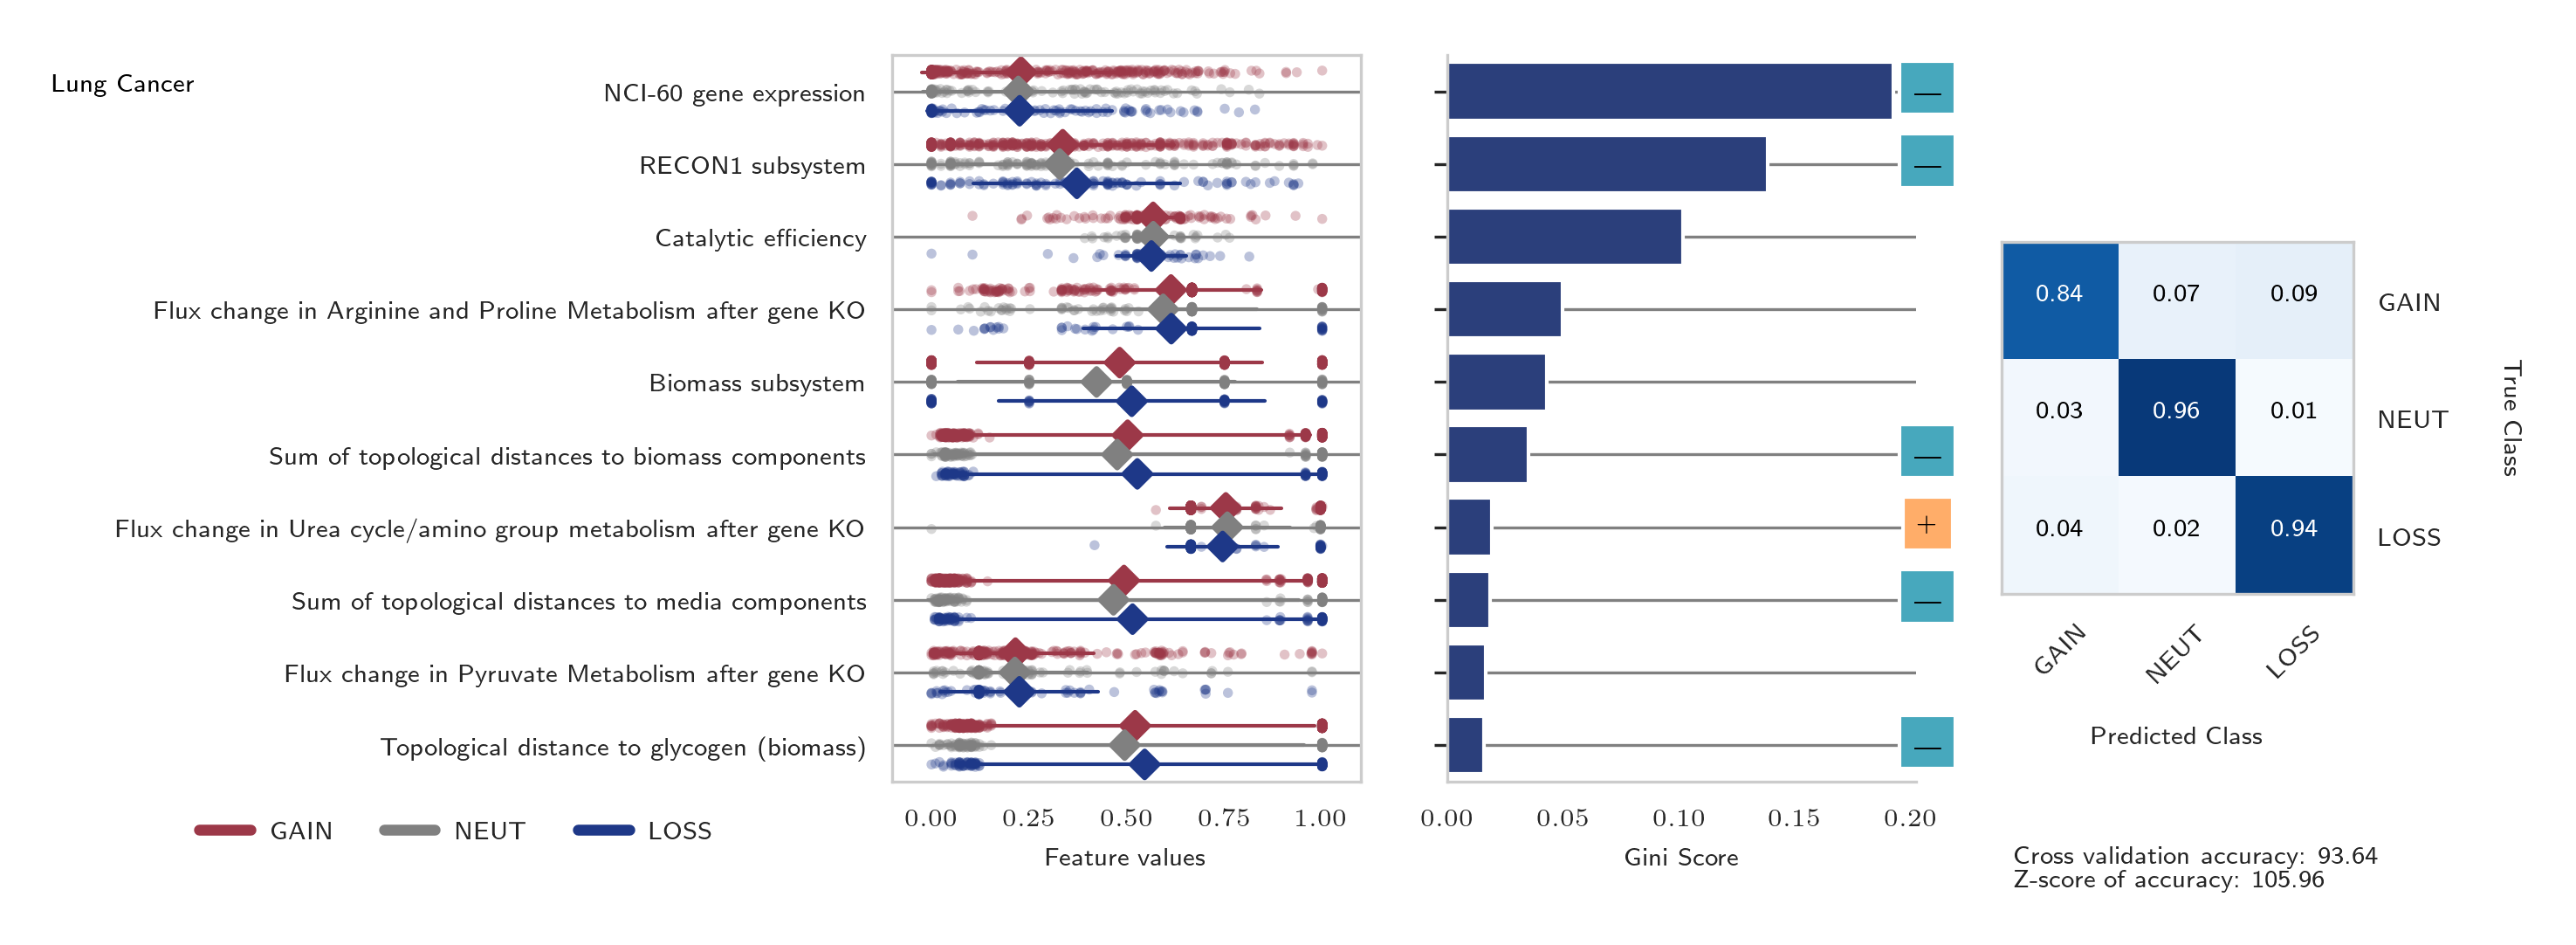 Lung Cancer
NCI-60 gene expression
RECON1 subsystem
Catalytic efficiency
Flux change in Arginine and Proline Metabolism after gene KO
Biomass subsystem
Sum of topological distances to biomass components
Flux change in Urea cycle/amino group metabolism after gene KO
Sum of topological distances to media components
Flux change in Pyruvate Metabolism after gene KO
Topological distance to glycogen (biomass)
GAIN NEUT LOSS
0.00 0.25 0.50 0.75 1.00
Feature values
— — — + — —
0.00 0.05 0.10 0.15 0.20
Gini Score
0.84 0.07 0.09 GAIN
0.03 0.96 0.01 NEUT
0.04 0.02 0.94 LOSS
True Class
GAIN NEUT LOSS
Predicted Class
Cross validation accuracy: 93.64
Z-score of accuracy: 105.96